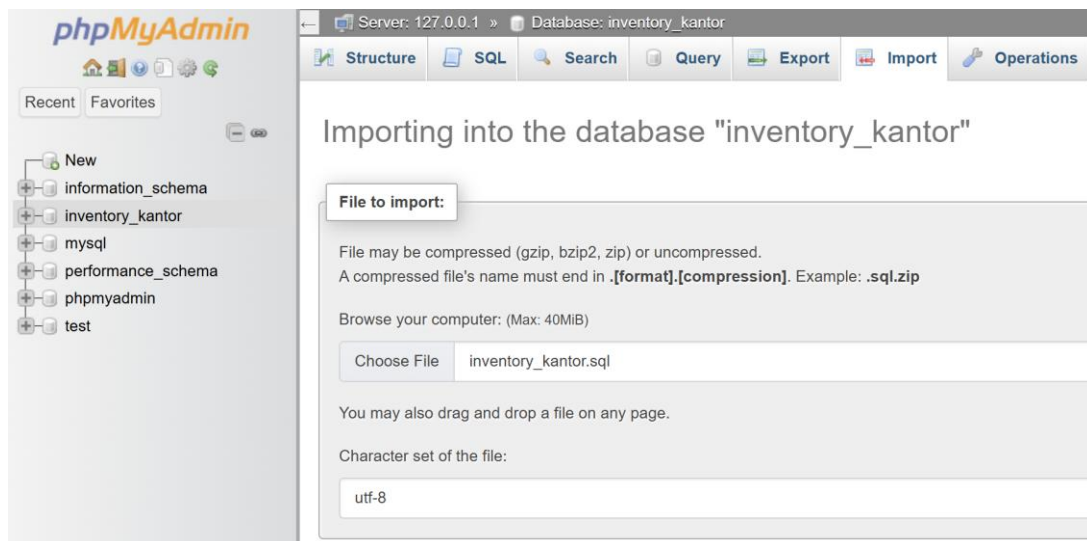 phpMyAdmin
Recent Favorites
New
information_schema
inventory_kantor
mysql
performance_schema
phpmyadmin
test
Server: 127.0.0.1 » Database: inventory_kantor
Structure SQL Search Query Export Import Operations
Importing into the database "inventory_kantor"
File to import:
File may be compressed (gzip, bzip2, zip) or uncompressed.
A compressed file's name must end in .[format].[compression]. Example: .sql.zip
Browse your computer: (Max: 40MiB)
Choose File inventory_kantor.sql
You may also drag and drop a file on any page.
Character set of the file:
utf-8